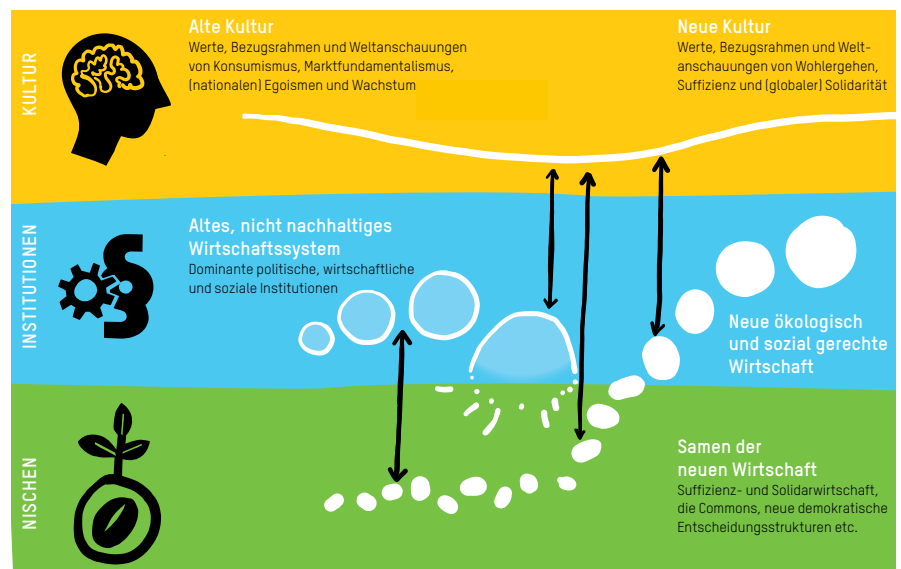 KULTUR
Alte Kultur
Werte, Bezugsrahmen und Weltanschauungen
von Konsumismus, Marktfundamentalismus,
(nationalen) Egoismen und Wachstum
Neue Kultur
Werte, Bezugsrahmen und Welt-
anschauungen von Wohlergehen,
Suffizienz und (globaler) Solidarität
INSTITUTIONEN
§
Altes, nicht nachhaltiges
Wirtschaftssystem
Dominante politische, wirtschaftliche
und soziale Institutionen
Neue ökologisch
und sozial gerechte
Wirtschaft
NISCHEN
Samen der
neuen Wirtschaft
Suffizienz- und Solidarwirtschaft,
die Commons, neue demokratische
Entscheidungsstrukturen etc.